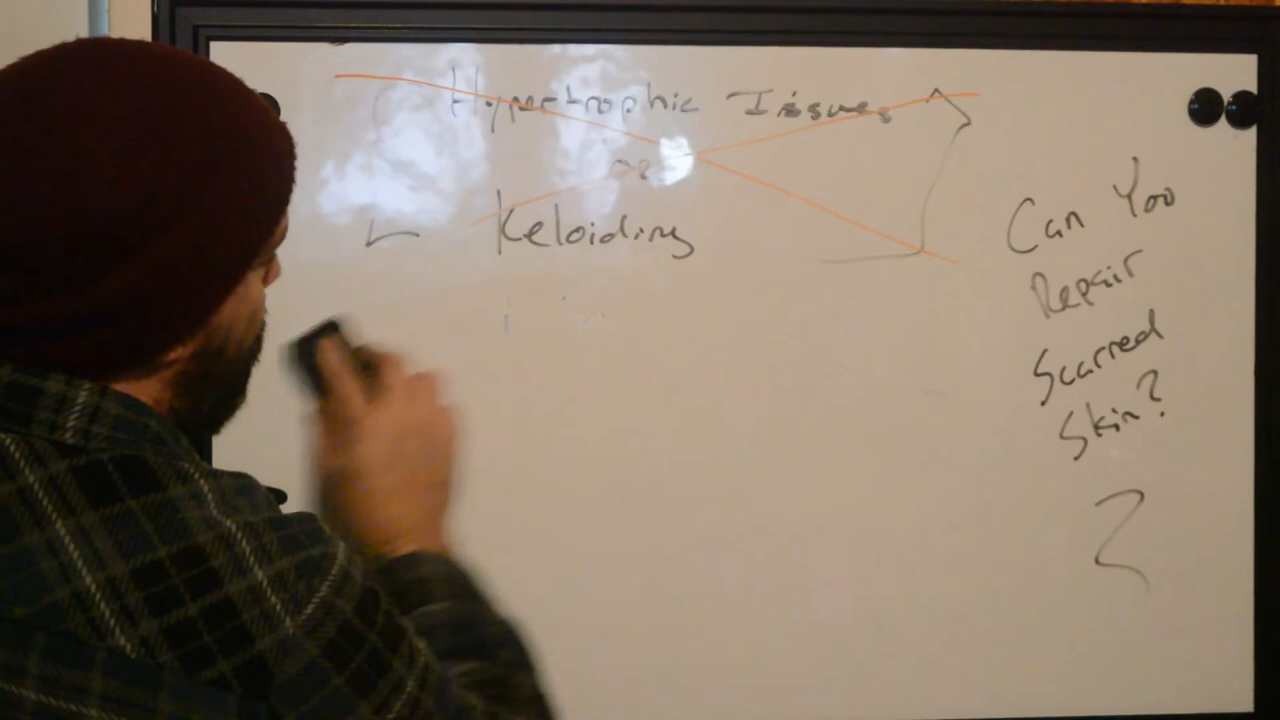 Hypertrophic Issues
or
Keloiding
Can You
Repair
Scarred
Skin?